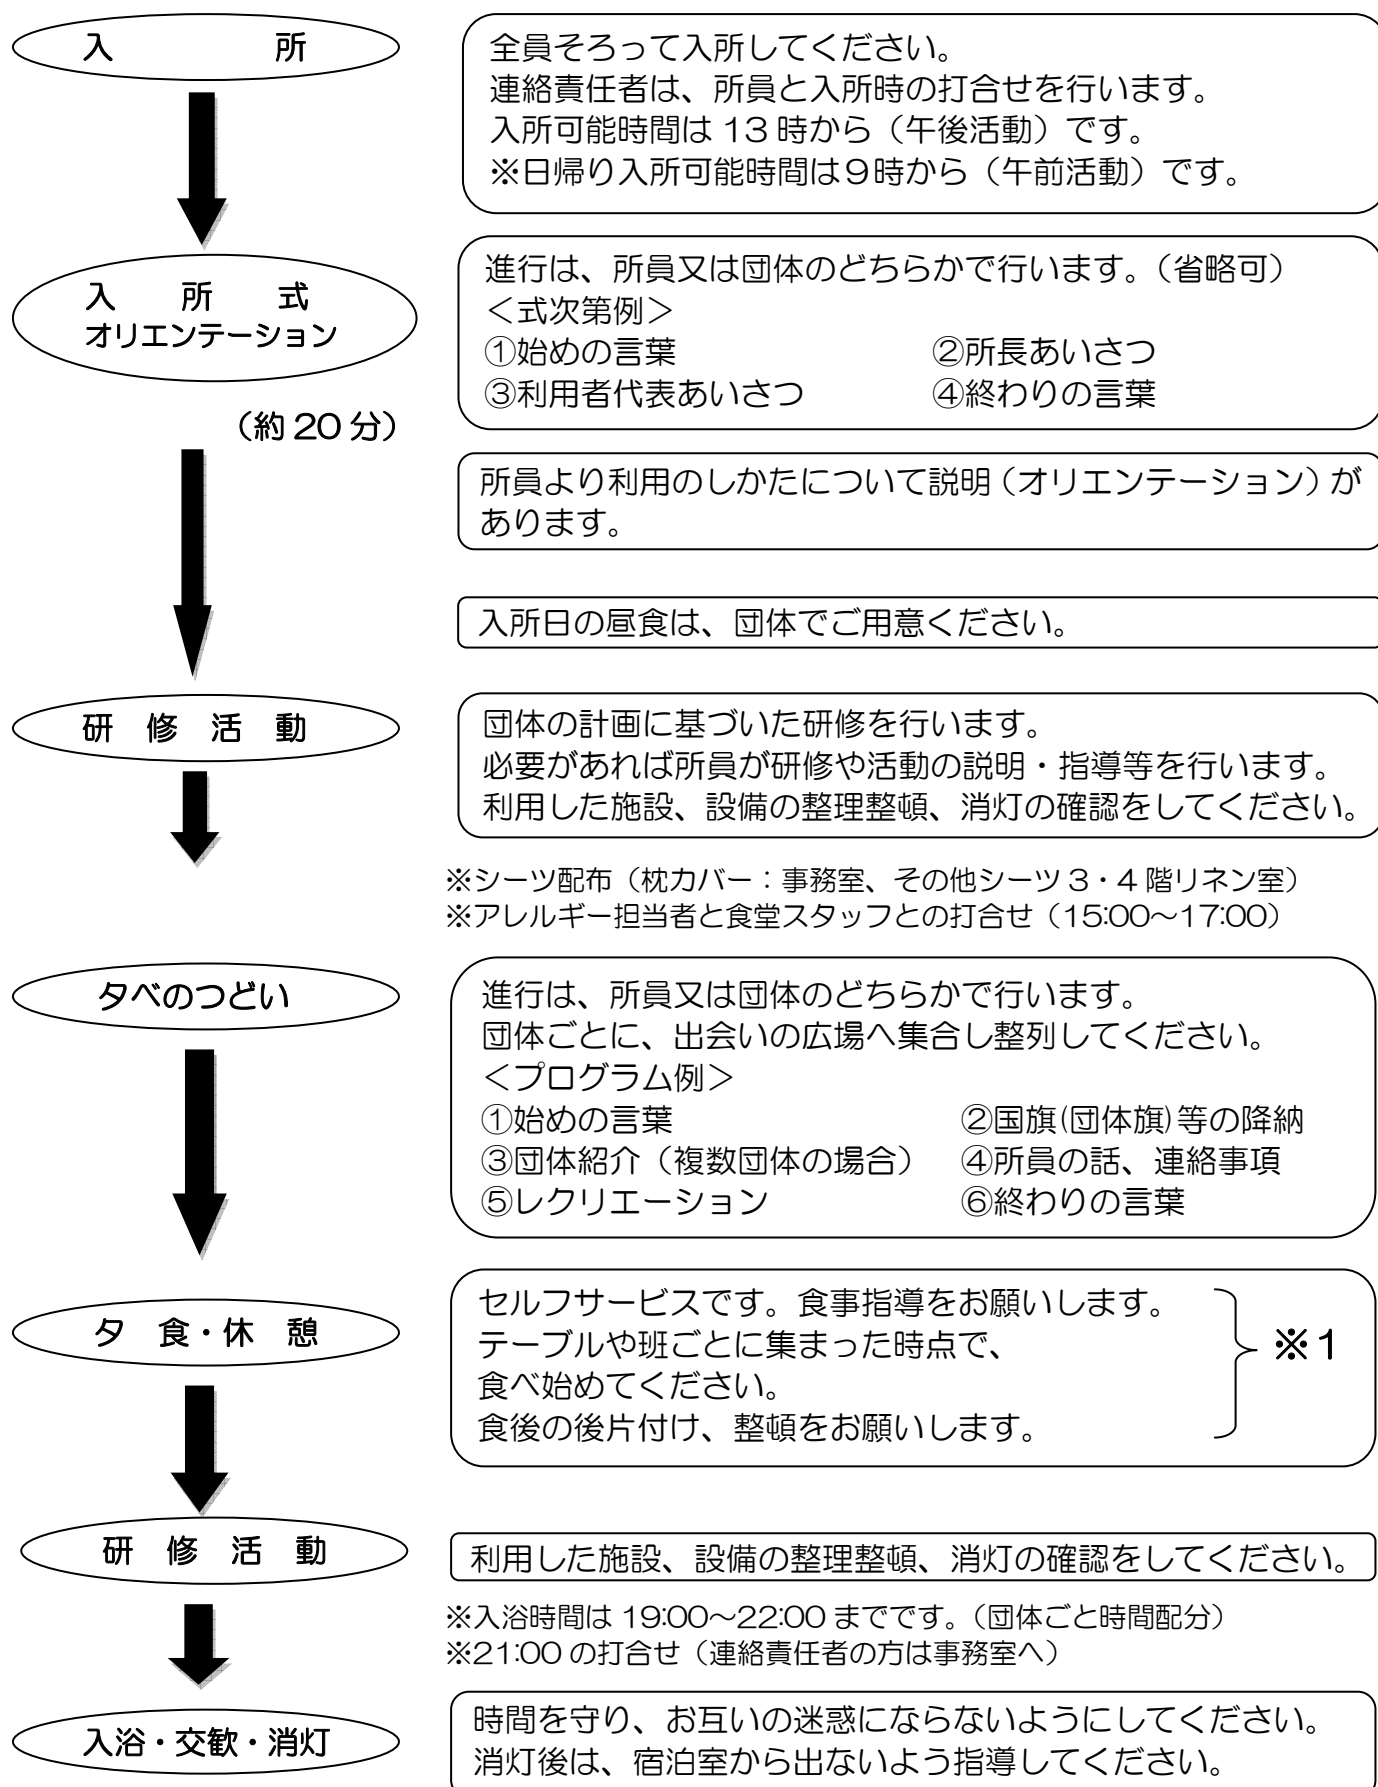 入　所
全員そろって入所してください。
連絡責任者は、所員と入所時の打合せを行います。
入所可能時間は 13 時から（午後活動）です。
※日帰り入所可能時間は９時から（午前活動）です。
入　所　式
オリエンテーション
（約 20 分）
進行は、所員又は団体のどちらかで行います。（省略可）
＜式次第例＞
①始めの言葉　②所長あいさつ
③利用者代表あいさつ　④終わりの言葉
所員より利用のしかたについて説明（オリエンテーション）が
あります。
入所日の昼食は、団体でご用意ください。
研　修　活　動
団体の計画に基づいた研修を行います。
必要があれば所員が研修や活動の説明・指導等を行います。
利用した施設、設備の整理整頓、消灯の確認をしてください。
※シーツ配布（枕カバー：事務室、その他シーツ 3・4 階リネン室）
※アレルギー担当者と食堂スタッフとの打合せ（15:00～17:00）
夕べのつどい
進行は、所員又は団体のどちらかで行います。
団体ごとに、出会いの広場へ集合し整列してください。
＜プログラム例＞
①始めの言葉　②国旗(団体旗)等の降納
③団体紹介（複数団体の場合）　④所員の話、連絡事項
⑤レクリエーション　⑥終わりの言葉
夕　食・休　憩
セルフサービスです。食事指導をお願いします。
テーブルや班ごとに集まった時点で、
食べ始めてください。
食後の後片付け、整頓をお願いします。
※１
研　修　活　動
利用した施設、設備の整理整頓、消灯の確認をしてください。
※入浴時間は 19:00～22:00 までです。（団体ごと時間配分）
※21:00 の打合せ（連絡責任者の方は事務室へ）
入浴・交歓・消灯
時間を守り、お互いの迷惑にならないようにしてください。
消灯後は、宿泊室から出ないよう指導してください。